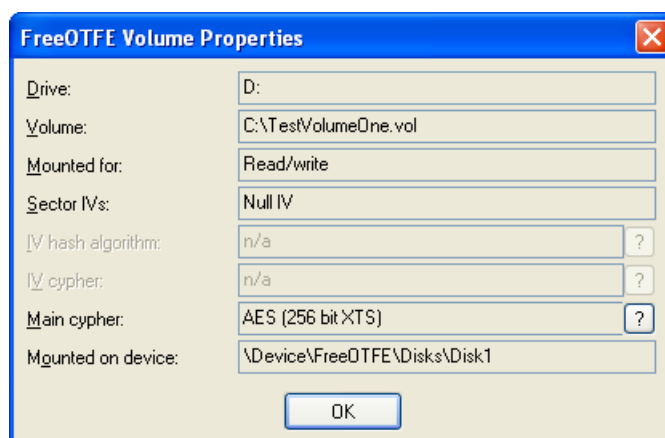 FreeOTFE Volume Properties
Drive: D:
Volume: C:\TestVolumeOne.vol
Mounted for: Read/write
Sector IVs: Null IV
IV hash algorithm: n/a ?
IV cypher: n/a ?
Main cypher: AES (256 bit XTS) ?
Mounted on device: \Device\FreeOTFE\Disks\Disk1
OK